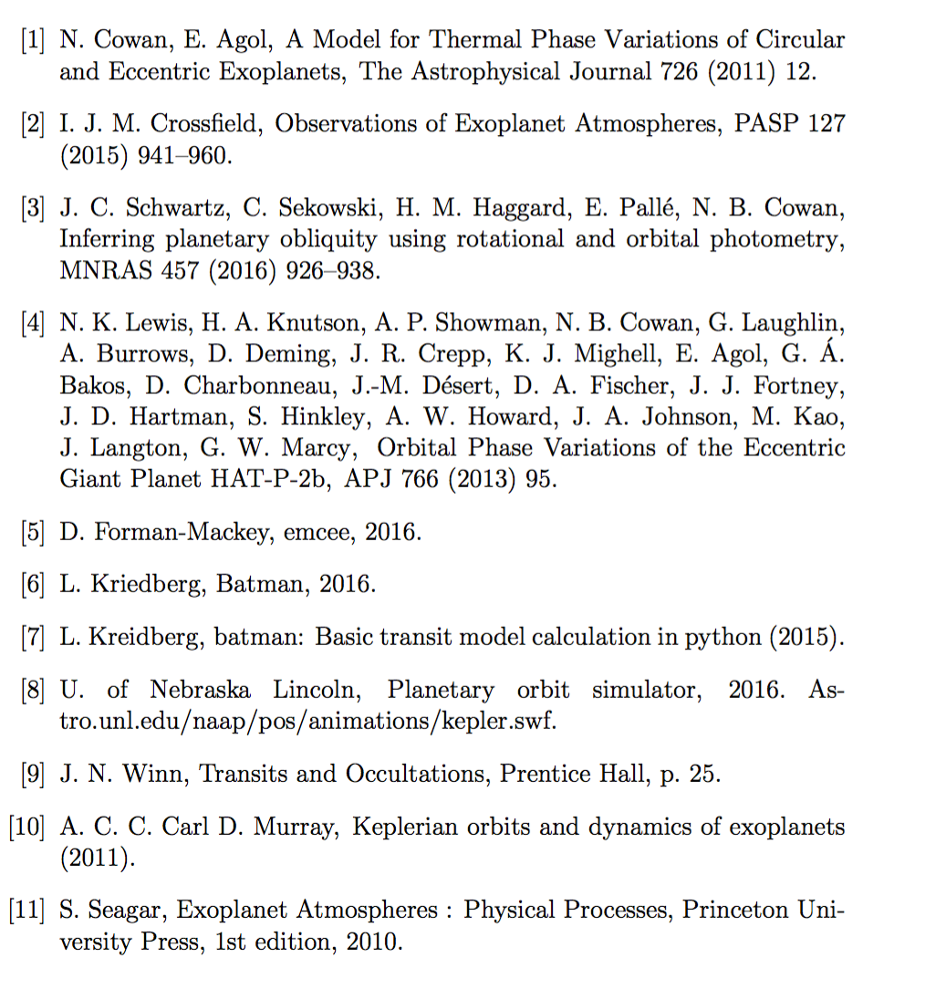 [1] N. Cowan, E. Agol, A Model for Thermal Phase Variations of Circular
and Eccentric Exoplanets, The Astrophysical Journal 726 (2011) 12.
[2] I. J. M. Crossfield, Observations of Exoplanet Atmospheres, PASP 127
(2015) 941–960.
[3] J. C. Schwartz, C. Sekowski, H. M. Haggard, E. Pallé, N. B. Cowan,
Inferring planetary obliquity using rotational and orbital photometry,
MNRAS 457 (2016) 926–938.
[4] N. K. Lewis, H. A. Knutson, A. P. Showman, N. B. Cowan, G. Laughlin,
A. Burrows, D. Deming, J. R. Crepp, K. J. Mighell, E. Agol, G. Á.
Bakos, D. Charbonneau, J.-M. Désert, D. A. Fischer, J. J. Fortney,
J. D. Hartman, S. Hinkley, A. W. Howard, J. A. Johnson, M. Kao,
J. Langton, G. W. Marcy, Orbital Phase Variations of the Eccentric
Giant Planet HAT-P-2b, APJ 766 (2013) 95.
[5] D. Forman-Mackey, emcee, 2016.
[6] L. Kriedberg, Batman, 2016.
[7] L. Kreidberg, batman: Basic transit model calculation in python (2015).
[8] U. of Nebraska Lincoln, Planetary orbit simulator, 2016. As-
tro.unl.edu/naap/pos/animations/kepler.swf.
[9] J. N. Winn, Transits and Occultations, Prentice Hall, p. 25.
[10] A. C. C. Carl D. Murray, Keplerian orbits and dynamics of exoplanets
(2011).
[11] S. Seagar, Exoplanet Atmospheres : Physical Processes, Princeton Uni-
versity Press, 1st edition, 2010.